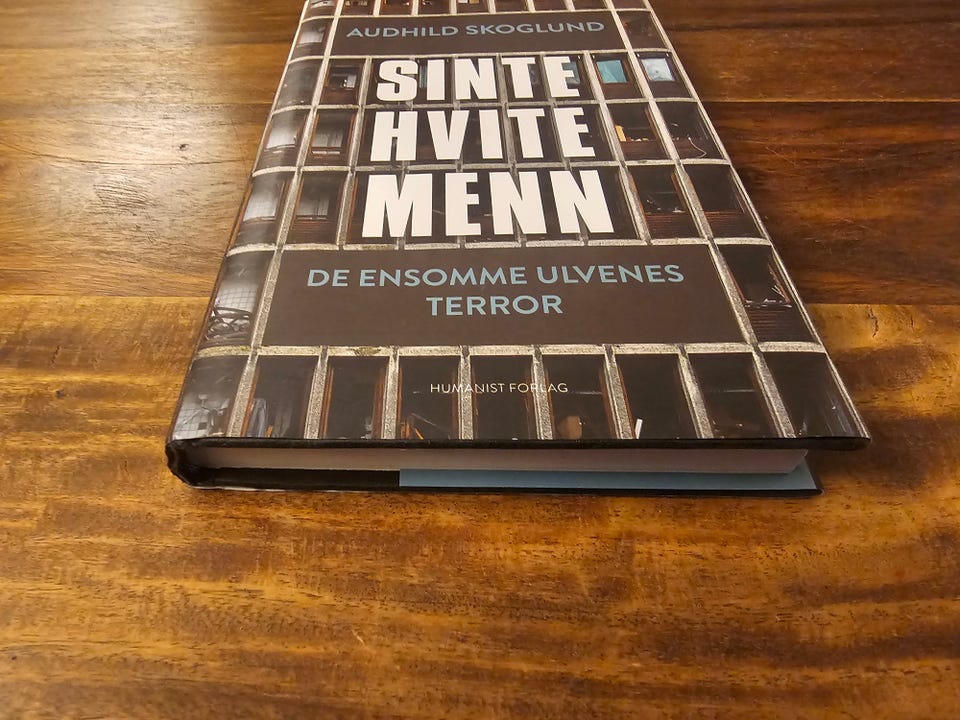 AUDHILD SKOGLUND
SINTE
HVITE
MENN
DE ENSOMME ULVENES
TERROR
HUMANIST FORLAG